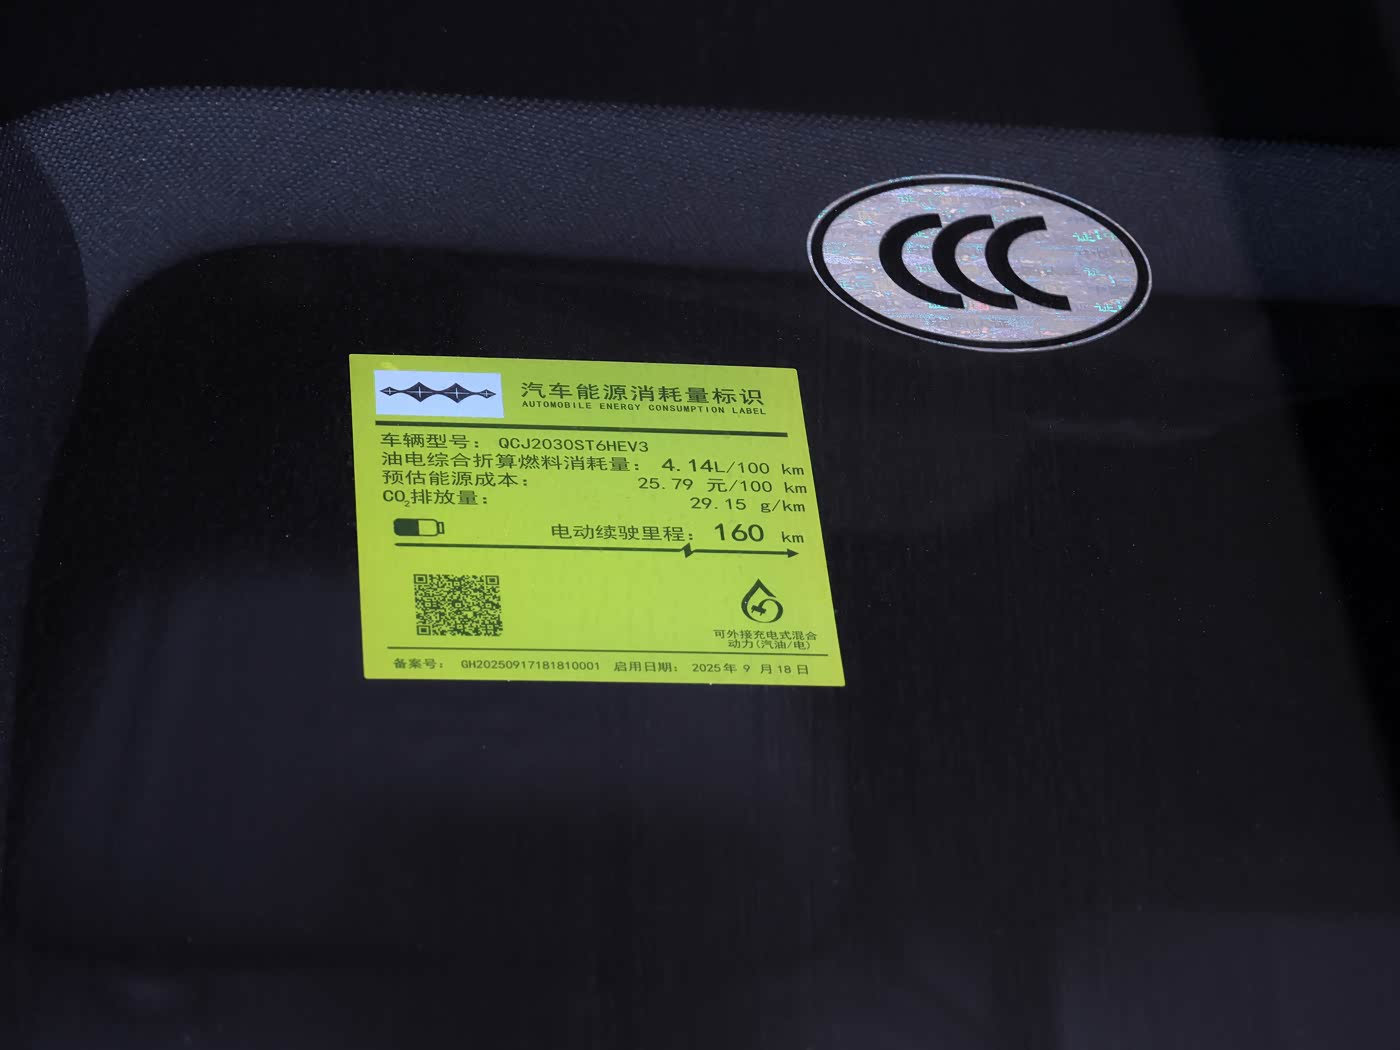 CCC
汽车能源消耗量标识
AUTOMOBILE ENERGY CONSUMPTION LABEL
车辆型号: QCJ2030ST6HEV3
油电综合折算燃料消耗量: 4.14L/100 km
预估能源成本: 25.79 元/100 km
CO₂排放量: 29.15 g/km
电动续驶里程: 160 km
可外接充电式混合
动力(汽油/电)
备案号: GH20250917181810001 启用日期: 2025年 9 月 18 日